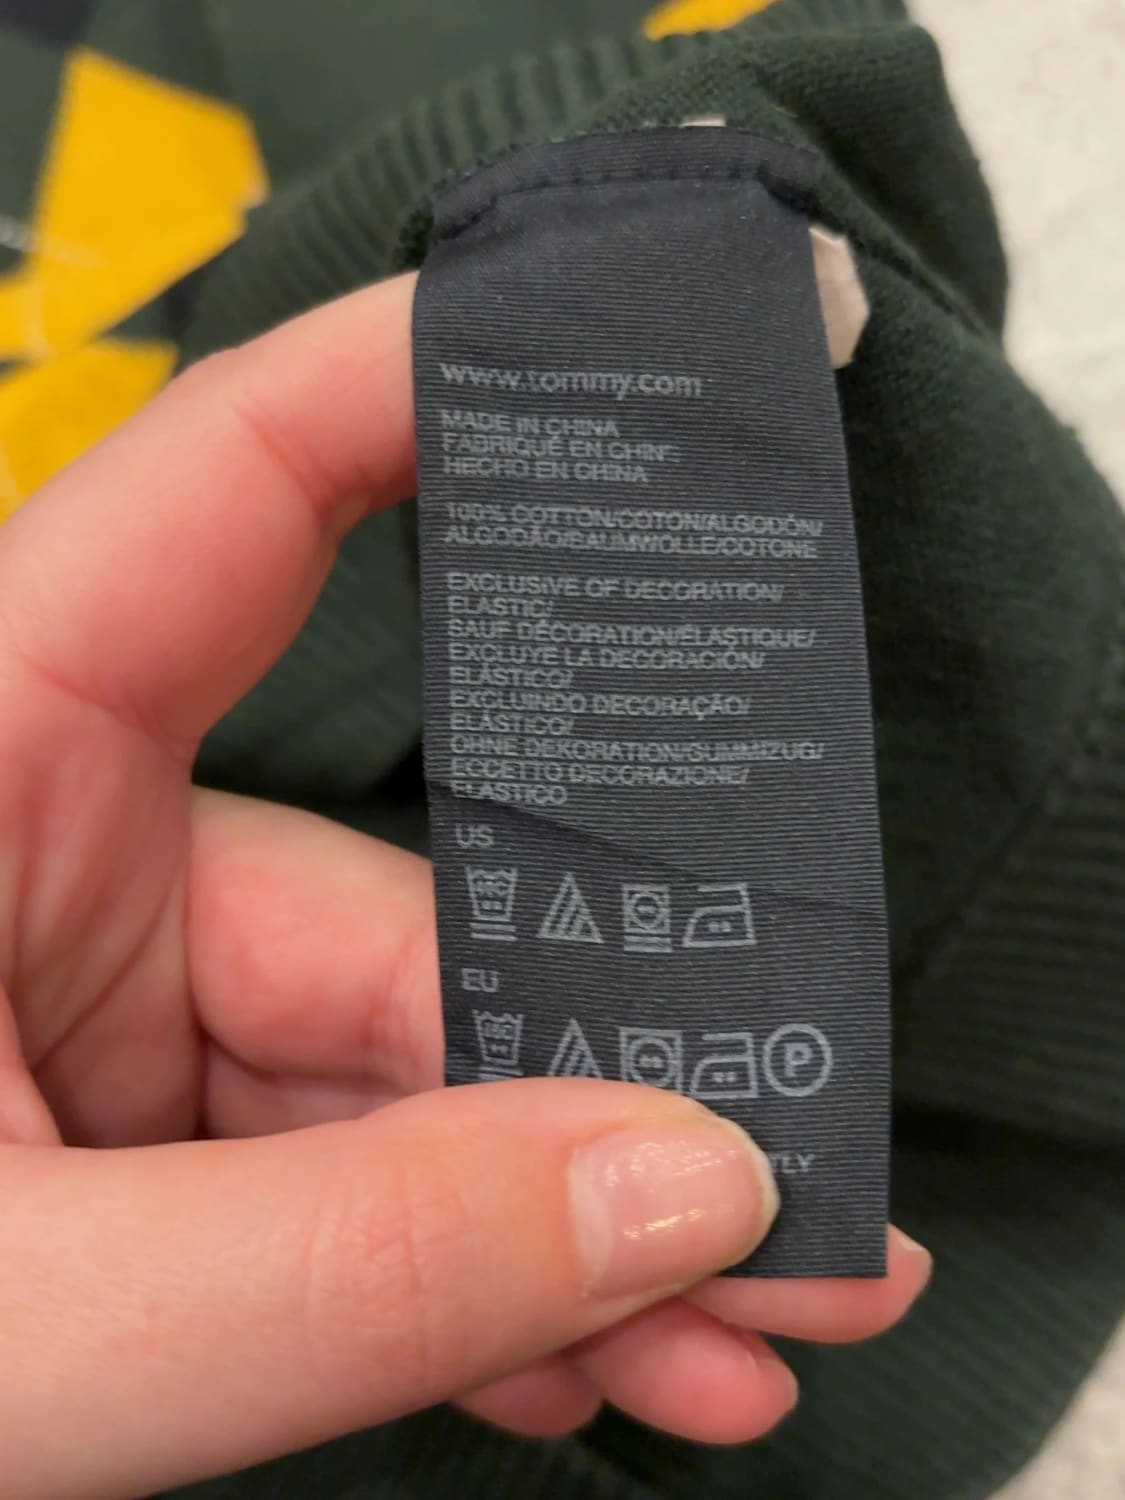 www.tommy.com
MADE IN CHINA
FABRIQUÉ EN CHINE
HECHO EN CHINA
100% COTTON/COTON/ALGODÓN/
ALGODÃO/BAUMWOLLE/COTONE
EXCLUSIVE OF DECORATION/
ELASTIC/
SAUF DÉCORATION/ÉLASTIQUE/
EXCLUYE LA DECORACIÓN/
ELÁSTICO/
EXCLUINDO DECORAÇÃO/
ELÁSTICO/
OHNE DEKORATION/GUMMIZUG/
ECCETTO DECORAZIONE/
ELASTICO
US
EU
P